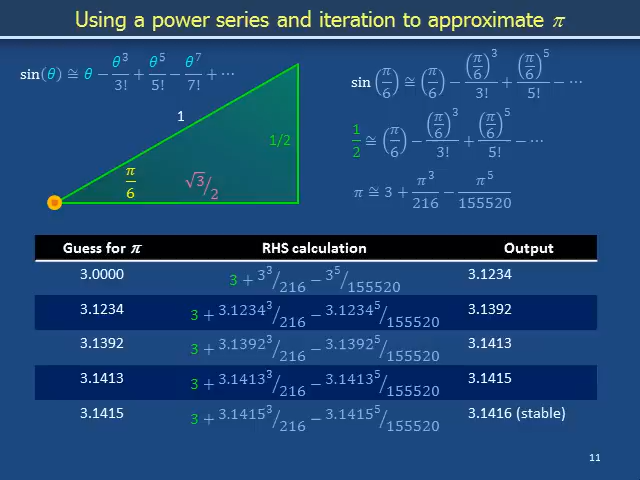 Using a power series and iteration to approximate π
sin(θ) ≅ θ − θ³/3! + θ⁵/5! − θ⁷/7! + ⋯
1
1/2
π/6
√3/2
sin(π/6) ≅ (π/6) − (π/6)³/3! + (π/6)⁵/5! − ⋯
1/2 ≅ (π/6) − (π/6)³/3! + (π/6)⁵/5! − ⋯
π ≅ 3 + π³/216 − π⁵/155520
Guess for π RHS calculation Output
3.0000 3 + 3³/216 − 3⁵/155520 3.1234
3.1234 3 + 3.1234³/216 − 3.1234⁵/155520 3.1392
3.1392 3 + 3.1392³/216 − 3.1392⁵/155520 3.1413
3.1413 3 + 3.1413³/216 − 3.1413⁵/155520 3.1415
3.1415 3 + 3.1415³/216 − 3.1415⁵/155520 3.1416 (stable)
11